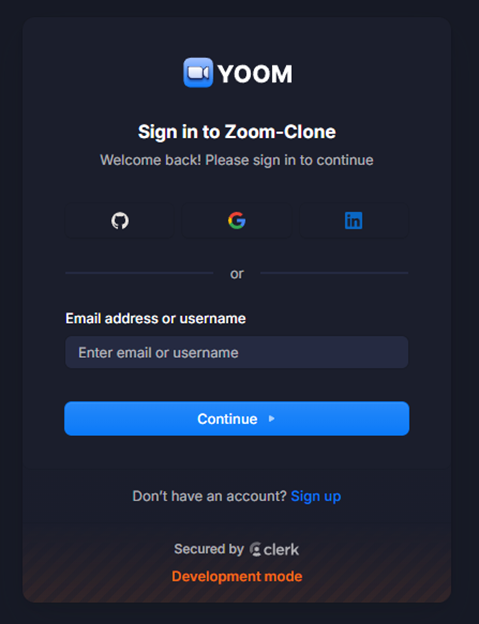 YOOM
Sign in to Zoom-Clone
Welcome back! Please sign in to continue
or
Email address or username
Enter email or username
Continue
Don’t have an account? Sign up
Secured by clerk
Development mode